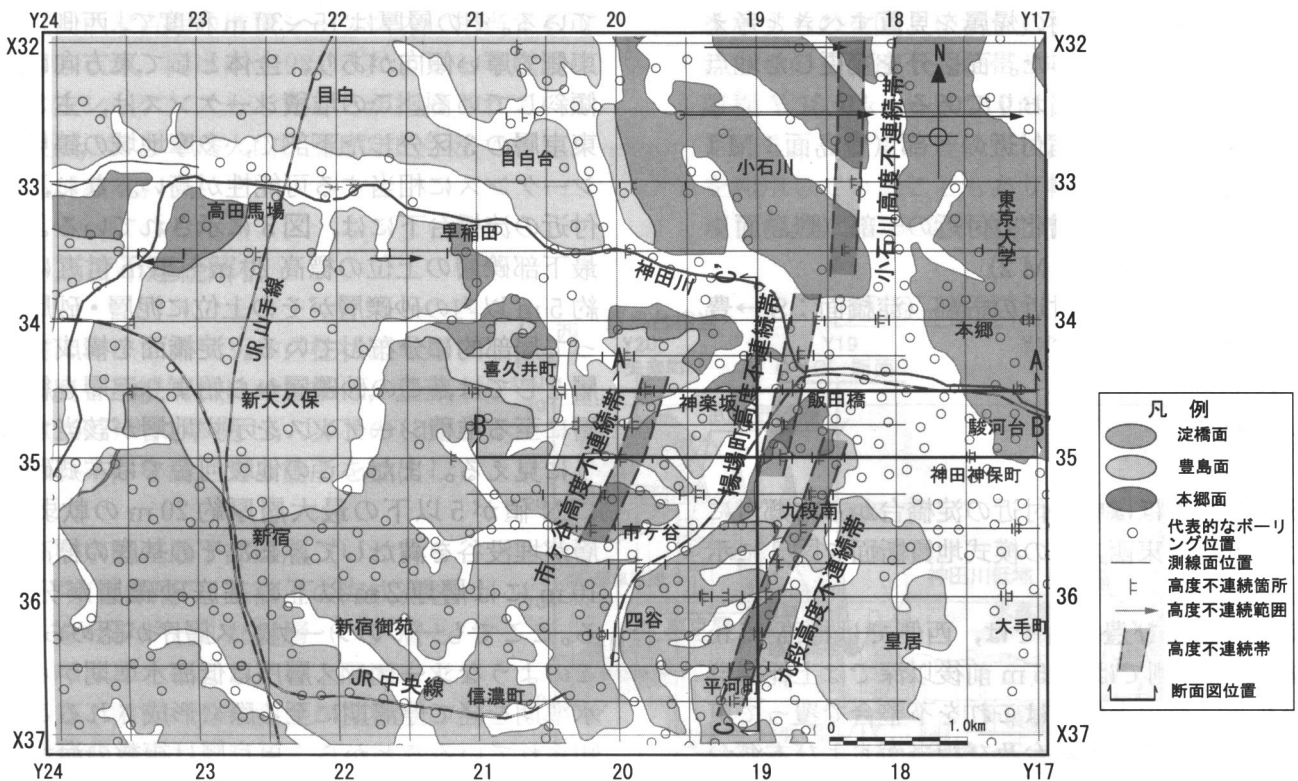 Y24 23 22 21 20 19 18 Y17
X32 X32
N
目白
目白台
小石川
小石川高度不連続帯
33 33
高田馬場
早稲田
東京大学
神田川
C'
JR山手線
34 34
本郷
喜久井町
A A'
新大久保
神楽坂
飯田橋
揚場町高度不連続帯
駿河台
B B'
35 35
神田神保町
市ヶ谷高度不連続帯
新宿
市ヶ谷
九段南
九段高度不連続帯
36 36
新宿御苑
四谷
大手町
皇居
JR中央線
信濃町
平河町
C
0 1.0km
X37 X37
Y24 23 22 21 20 19 18 Y17
凡 例
淀橋面
豊島面
本郷面
代表的なボーリ
ング位置
測線面位置
高度不連続箇所
高度不連続範囲
高度不連続帯
断面図位置